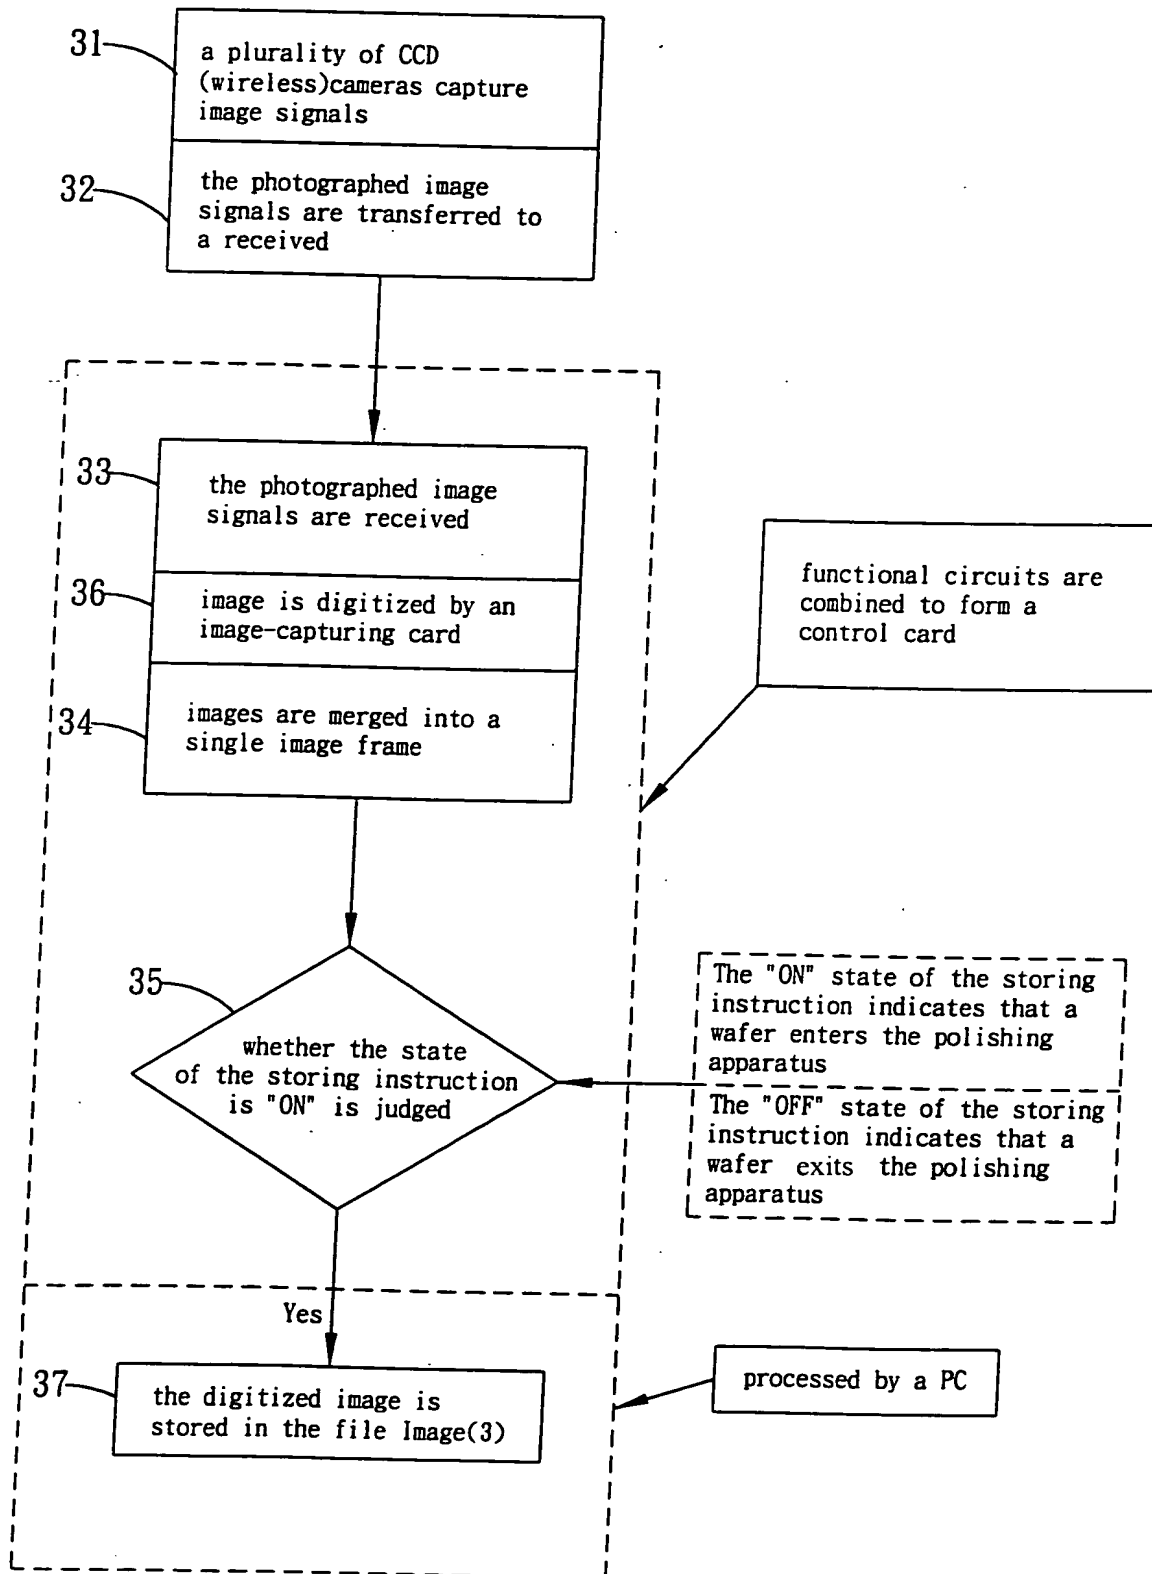 31
a plurality of CCD
(wireless)cameras capture
image signals
32
the photographed image
signals are transferred to
a received
33
the photographed image
signals are received
36
image is digitized by an
image-capturing card
34
images are merged into a
single image frame
functional circuits are
combined to form a
control card
35
whether the state
of the storing instruction
is "ON" is judged
The "ON" state of the storing
instruction indicates that a
wafer enters the polishing
apparatus
The "OFF" state of the storing
instruction indicates that a
wafer exits the polishing
apparatus
Yes
37
the digitized image is
stored in the file Image(3)
processed by a PC